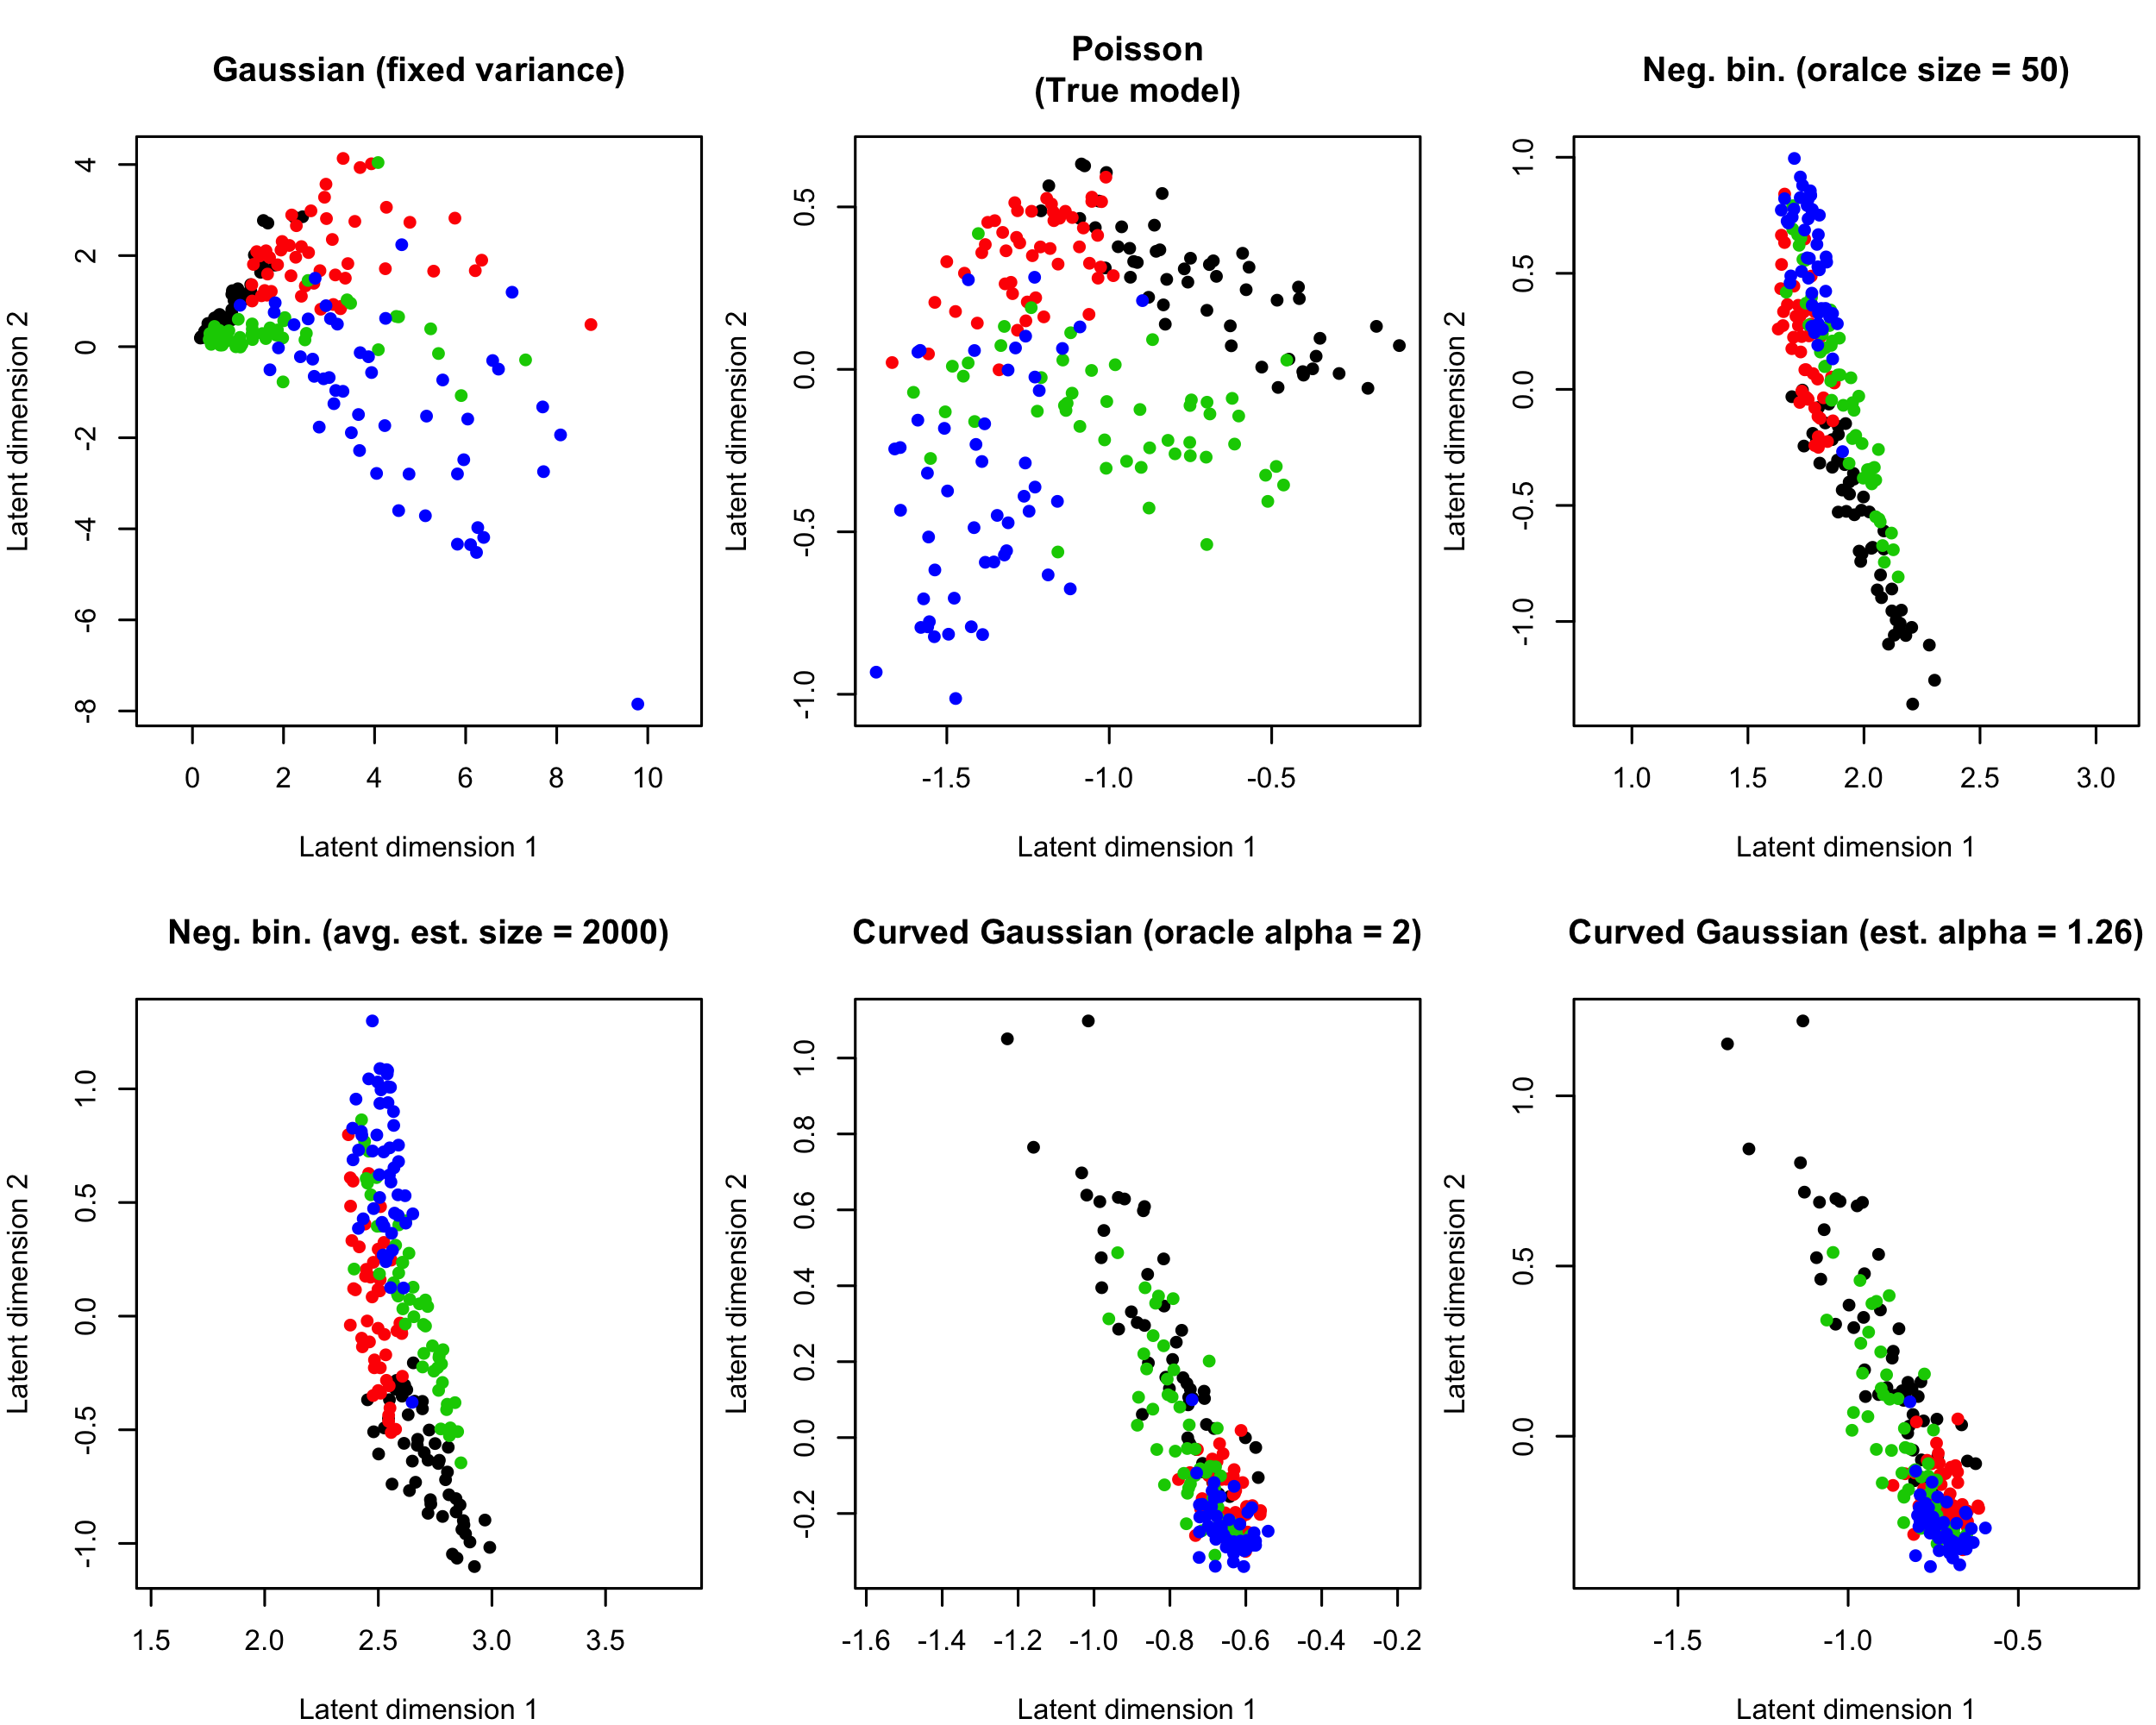 Gaussian (fixed variance)
Latent dimension 2
4
2
0
-2
-4
-6
-8
0 2 4 6 8 10
Latent dimension 1
Poisson
(True model)
Latent dimension 2
0.5
0.0
-0.5
-1.0
-1.5 -1.0 -0.5
Latent dimension 1
Neg. bin. (oralce size = 50)
Latent dimension 2
1.0
0.5
0.0
-0.5
-1.0
1.0 1.5 2.0 2.5 3.0
Latent dimension 1
Neg. bin. (avg. est. size = 2000)
Latent dimension 2
1.0
0.5
0.0
-0.5
-1.0
1.5 2.0 2.5 3.0 3.5
Latent dimension 1
Curved Gaussian (oracle alpha = 2)
Latent dimension 2
1.0
0.8
0.6
0.4
0.2
0.0
-0.2
-1.6 -1.4 -1.2 -1.0 -0.8 -0.6 -0.4 -0.2
Latent dimension 1
Curved Gaussian (est. alpha = 1.26)
Latent dimension 2
1.0
0.5
0.0
-1.5 -1.0 -0.5
Latent dimension 1